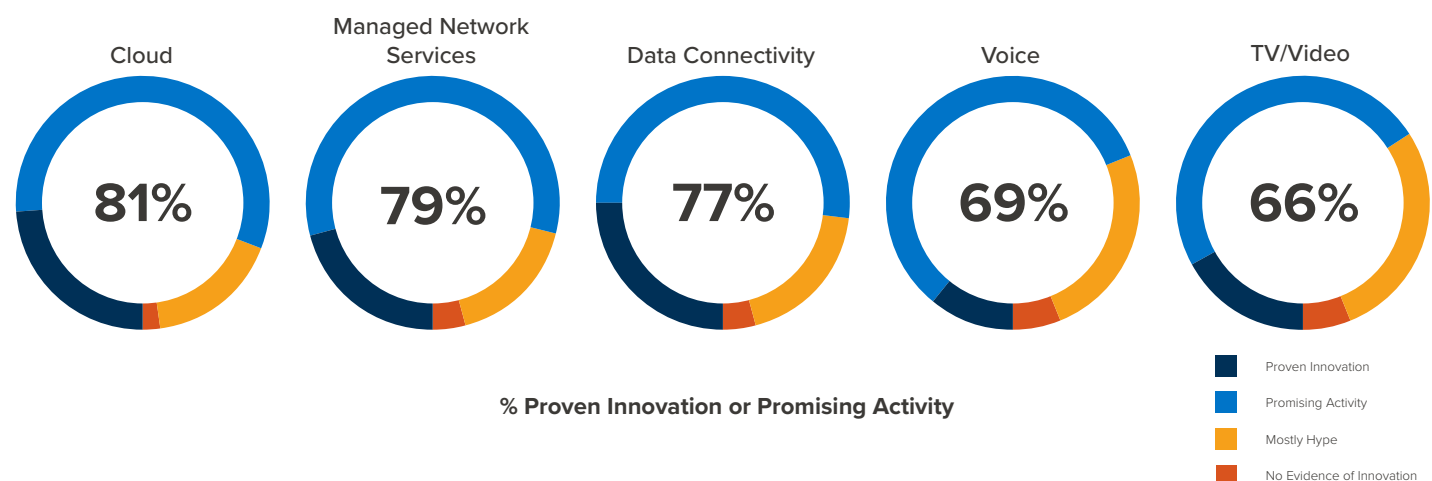 Cloud
Managed Network
Services
Data Connectivity
Voice
TV/Video
81%
79%
77%
69%
66%
% Proven Innovation or Promising Activity
Proven Innovation
Promising Activity
Mostly Hype
No Evidence of Innovation